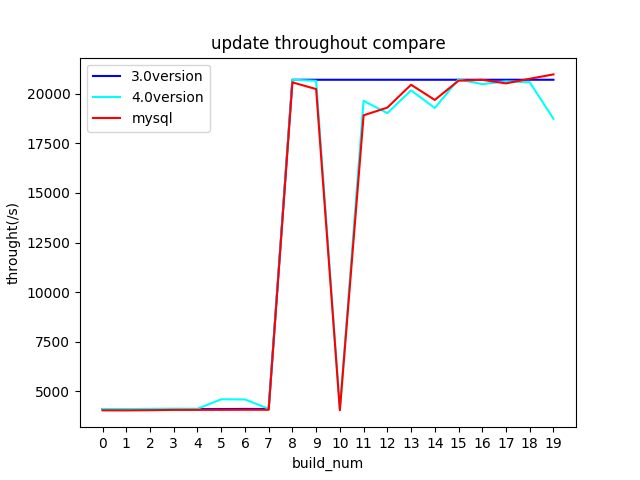 update throughout compare
3.0version
4.0version
mysql
throught(/s)
20000
17500
15000
12500
10000
7500
5000
0 1 2 3 4 5 6 7 8 9 10 11 12 13 14 15 16 17 18 19
build_num